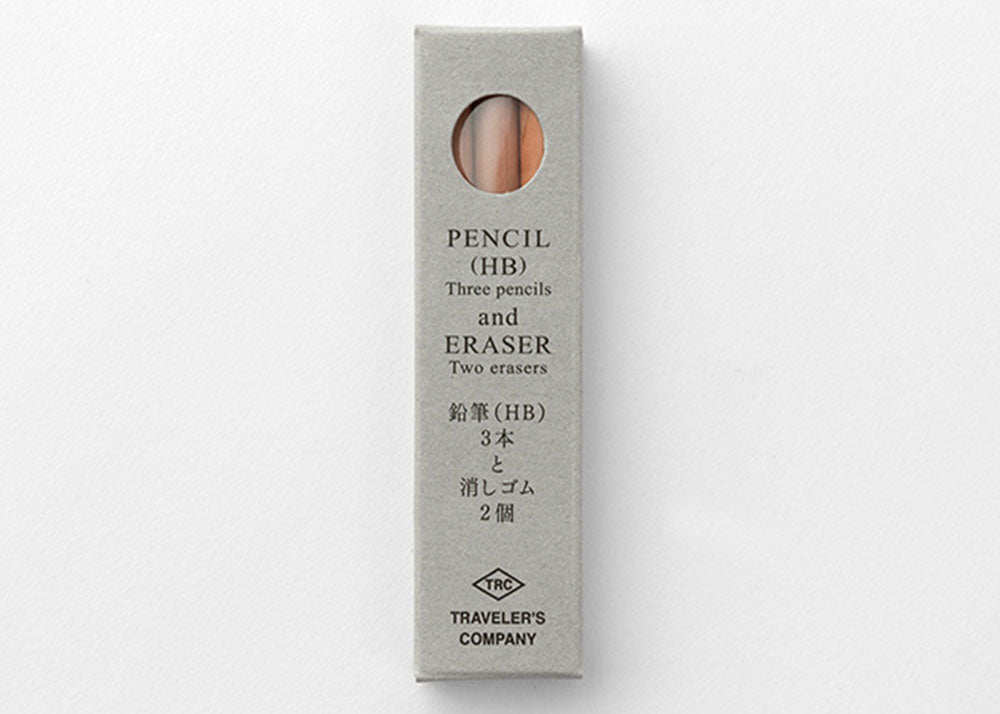 PENCIL
(HB)
Three pencils
and
ERASER
Two erasers
鉛筆(HB)
3本
と
消しゴム
2個
TRC
TRAVELER'S
COMPANY